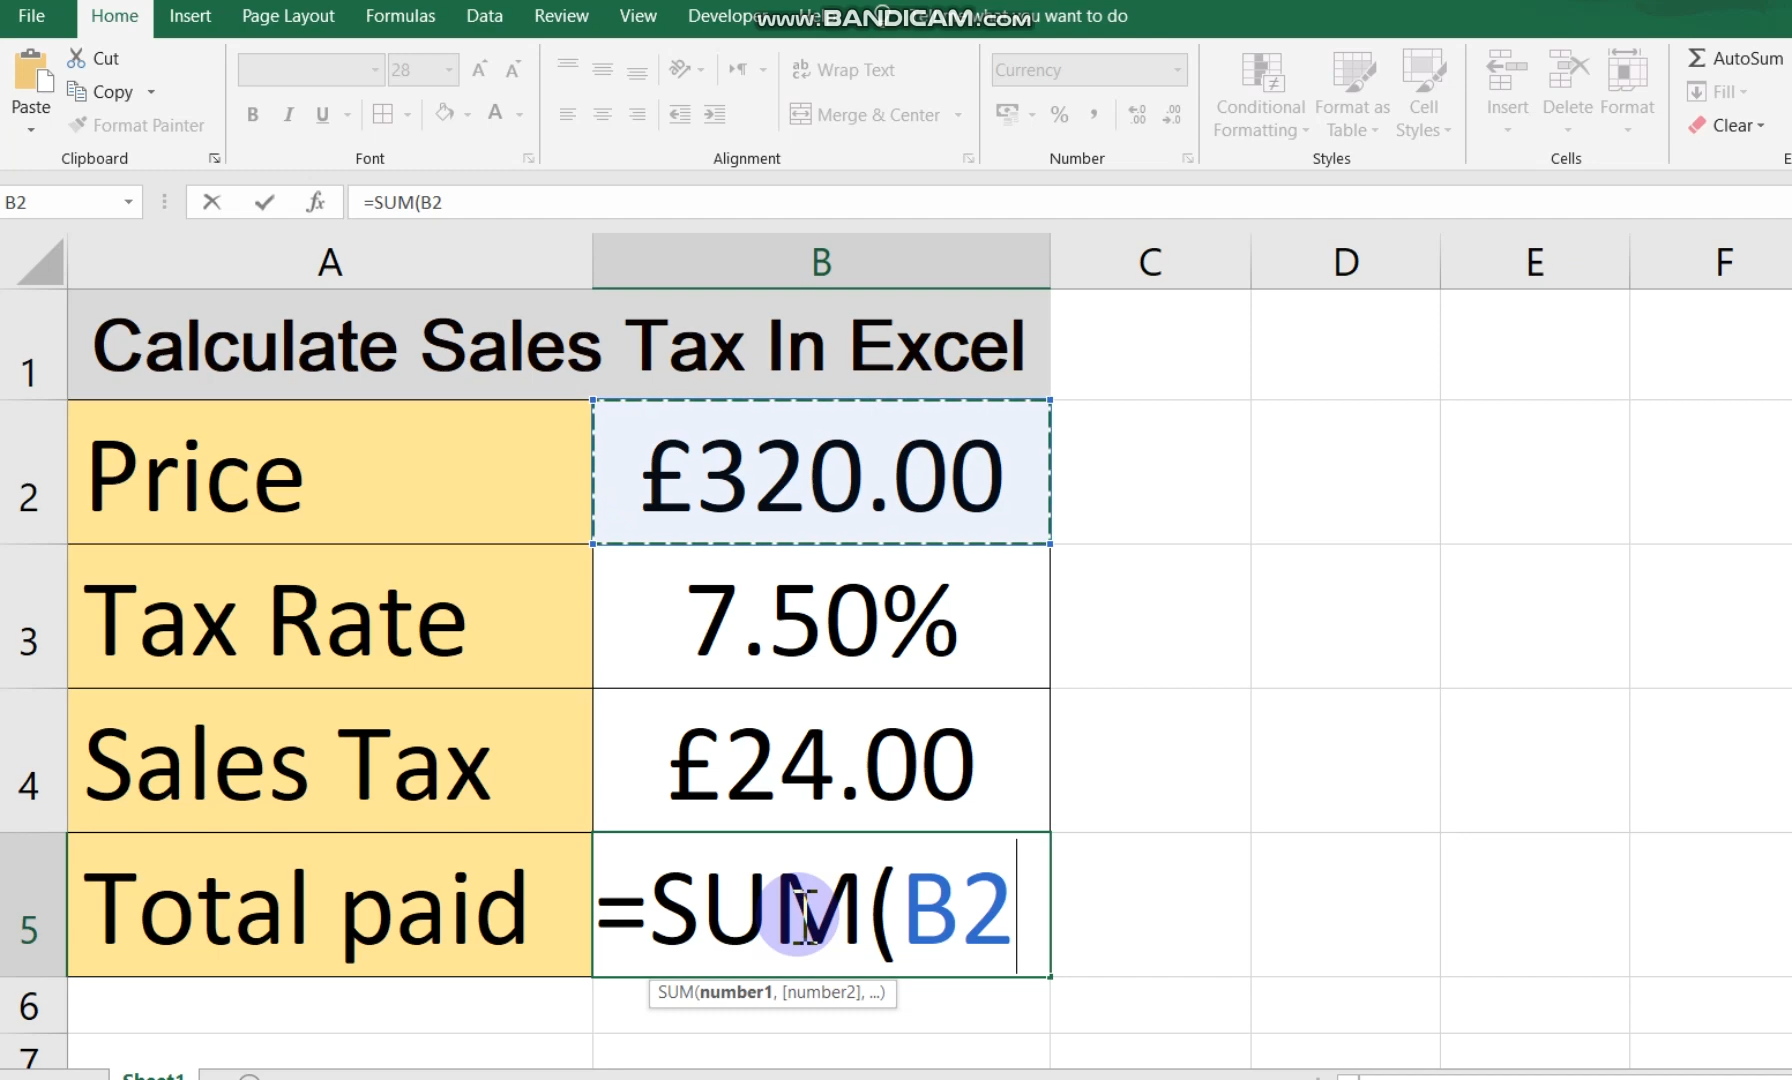 File Home Insert Page Layout Formulas Data Review View Developer you want to do
www.BANDICAM.com
Cut
Copy
Format Painter
Paste
Clipboard
28
B I U A
Font
Wrap Text
Merge & Center
Alignment
Currency
%
Number
Conditional Formatting
Format as Table
Cell Styles
Styles
Insert Delete Format
Cells
AutoSum
Fill
Clear
B2 fx =SUM(B2
A B C D E F
1 Calculate Sales Tax In Excel
2 Price £320.00
3 Tax Rate 7.50%
4 Sales Tax £24.00
5 Total paid =SUM(B2
SUM(number1, [number2], ...)
6
7
Sheet1